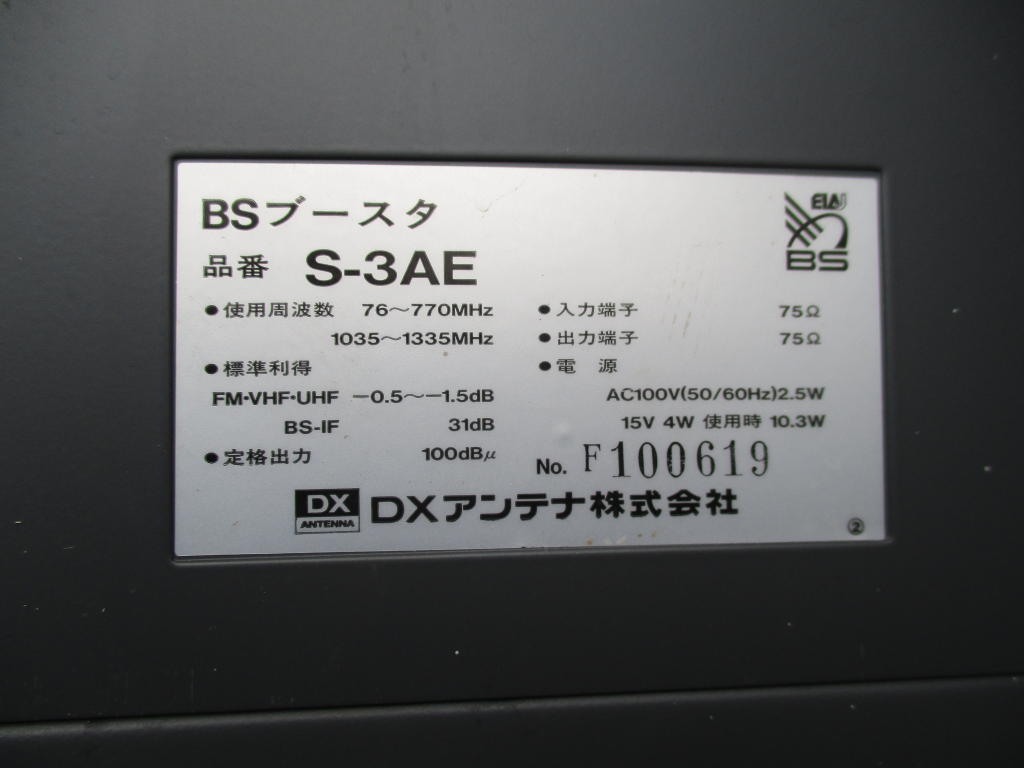 BSブースタ
品番 S-3AE
EIAJ
BS
●使用周波数 76～770MHz
1035～1335MHz
●標準利得
FM・VHF・UHF －0.5～－1.5dB
BS-IF 31dB
●定格出力 100dBμ
●入力端子 75Ω
●出力端子 75Ω
●電源
AC100V(50/60Hz)2.5W
15V 4W 使用時 10.3W
No. F100619
DX ANTENNA DXアンテナ株式会社
②